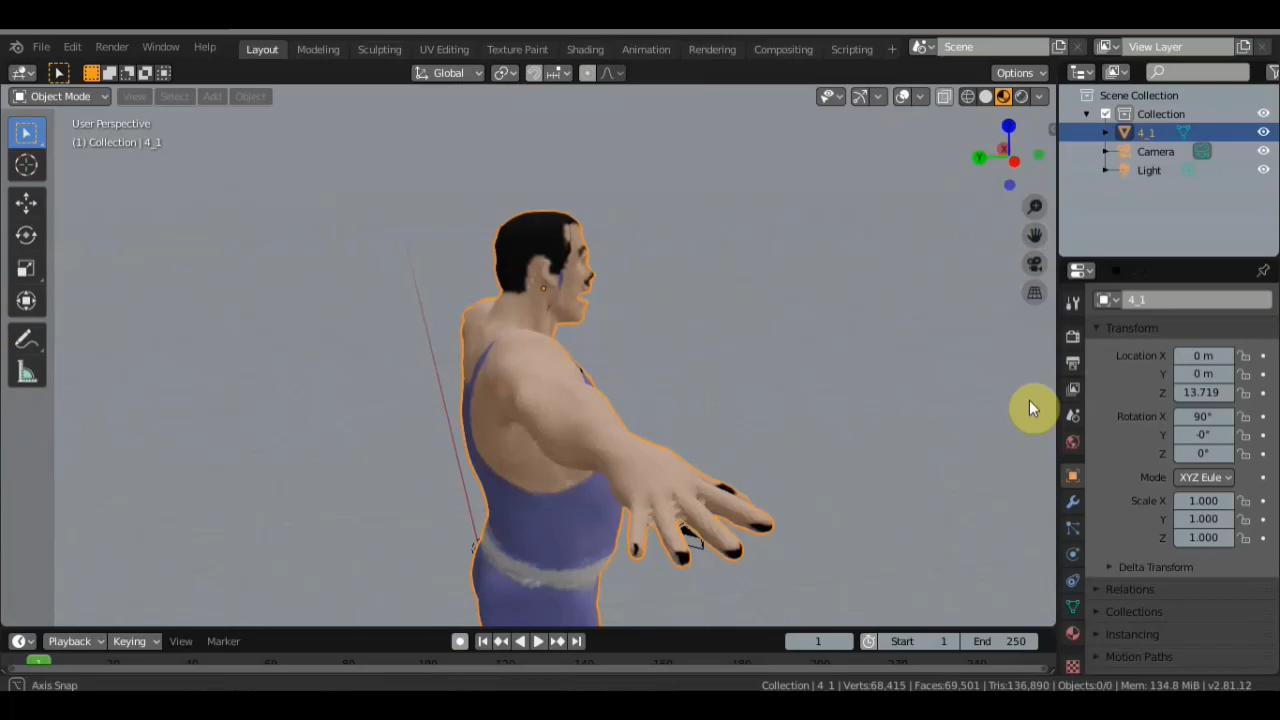 File Edit Render Window Help Layout Modeling Sculpting UV Editing Texture Paint Shading Animation Rendering Compositing Scripting + Scene View Layer
Global Options
Object Mode View Select Add Object
User Perspective
(1) Collection | 4_1
Z
Y
X
Scene Collection
Collection
4_1
Camera
Light
4_1
Transform
Location X 0 m
Y 0 m
Z 13.719
Rotation X 90°
Y -0°
Z 0°
Mode XYZ Eule
Scale X 1.000
Y 1.000
Z 1.000
Delta Transform
Relations
Collections
Instancing
Motion Paths
Playback Keying View Marker 1 Start 1 End 250
1
Axis Snap
Collection | 4_1 | Verts:68,415 | Faces:69,501 | Tris:136,890 | Objects:0/0 | Mem: 134.8 MiB | v2.81.12